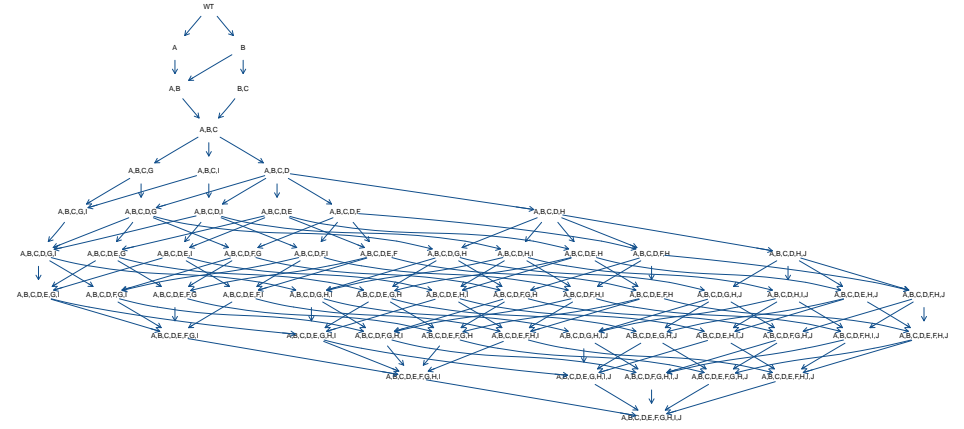 WT
A B
A,B B,C
A,B,C
A,B,C,G A,B,C,I A,B,C,D
A,B,C,G,I A,B,C,D,G A,B,C,D,I A,B,C,D,E A,B,C,D,F A,B,C,D,H
A,B,C,D,G,I A,B,C,D,E,G A,B,C,D,E,I A,B,C,D,F,G A,B,C,D,F,I A,B,C,D,E,F A,B,C,D,G,H A,B,C,D,H,I A,B,C,D,E,H A,B,C,D,F,H A,B,C,D,H,J
A,B,C,D,E,G,I A,B,C,D,F,G,I A,B,C,D,E,F,G A,B,C,D,E,F,I A,B,C,D,G,H,I A,B,C,D,E,G,H A,B,C,D,E,H,I A,B,C,D,F,G,H A,B,C,D,F,H,I A,B,C,D,E,F,H A,B,C,D,G,H,J A,B,C,D,H,I,J A,B,C,D,E,H,J A,B,C,D,F,H,J
A,B,C,D,E,F,G,I A,B,C,D,E,G,H,I A,B,C,D,F,G,H,I A,B,C,D,E,F,G,H A,B,C,D,E,F,H,I A,B,C,D,G,H,I,J A,B,C,D,E,G,H,J A,B,C,D,E,H,I,J A,B,C,D,F,G,H,J A,B,C,D,F,H,I,J A,B,C,D,E,F,H,J
A,B,C,D,E,F,G,H,I A,B,C,D,E,G,H,I,J A,B,C,D,F,G,H,I,J A,B,C,D,E,F,G,H,J A,B,C,D,E,F,H,I,J
A,B,C,D,E,F,G,H,I,J